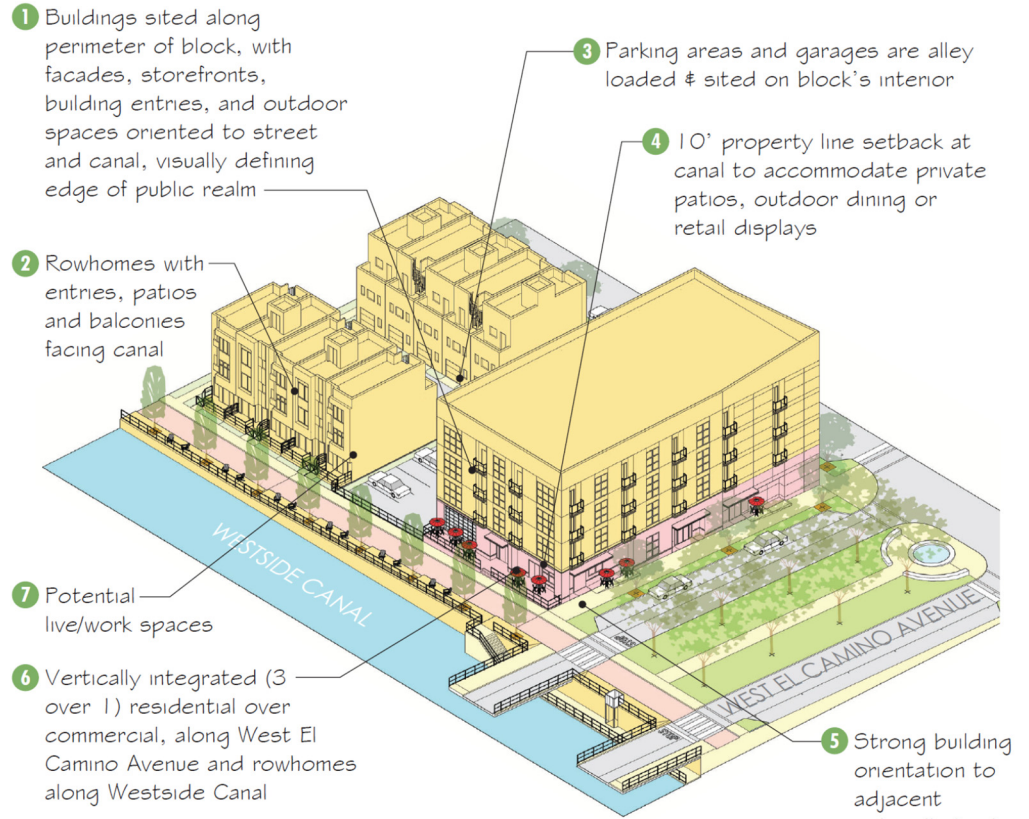 1 Buildings sited along
perimeter of block, with
facades, storefronts,
building entries, and outdoor
spaces oriented to street
and canal, visually defining
edge of public realm
2 Rowhomes with
entries, patios
and balconies
facing canal
3 Parking areas and garages are alley
loaded & sited on block's interior
4 10' property line setback at
canal to accommodate private
patios, outdoor dining or
retail displays
WESTSIDE CANAL
WEST EL CAMINO AVENUE
STOP
7 Potential
live/work spaces
6 Vertically integrated (3
over 1) residential over
commercial, along West El
Camino Avenue and rowhomes
along Westside Canal
5 Strong building
orientation to
adjacent